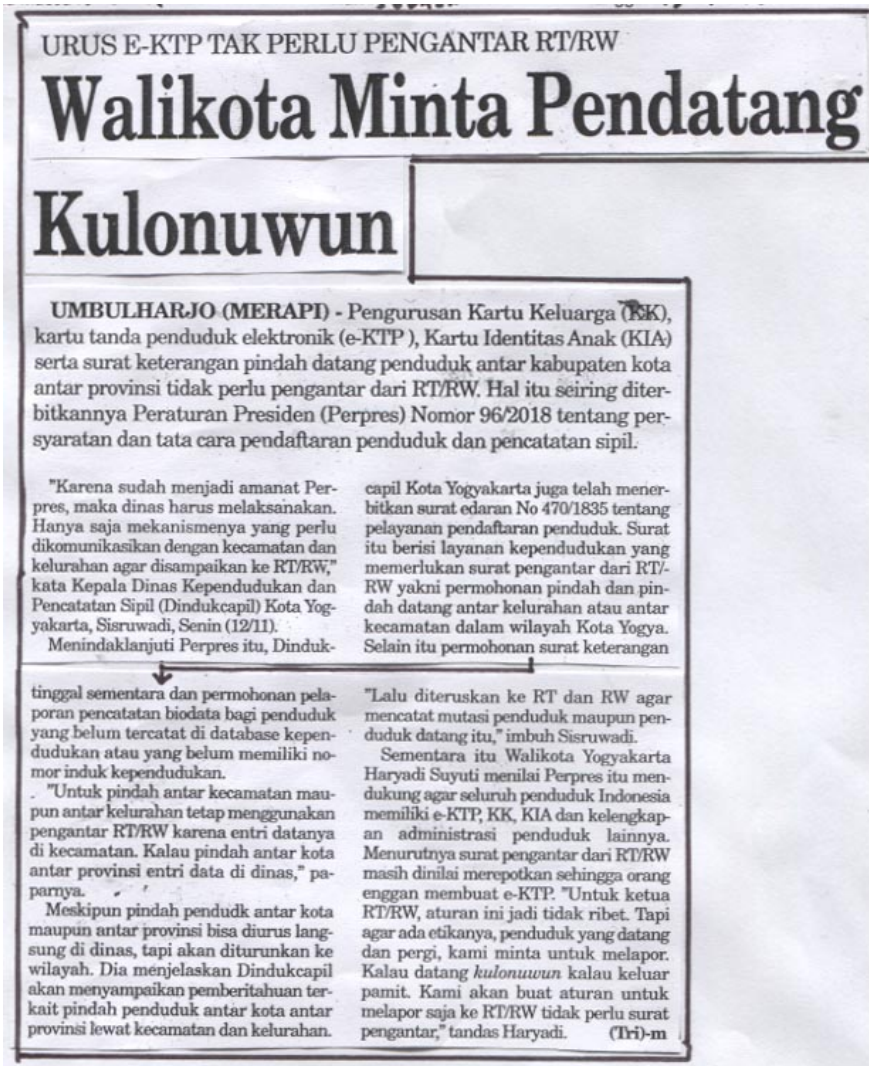 URUS E-KTP TAK PERLU PENGANTAR RT/RW
Walikota Minta Pendatang
Kulonuwun
UMBULHARJO (MERAPI) - Pengurusan Kartu Keluarga (KK),
kartu tanda penduduk elektronik (e-KTP ), Kartu Identitas Anak (KIA)
serta surat keterangan pindah datang penduduk antar kabupaten kota
antar provinsi tidak perlu pengantar dari RT/RW. Hal itu seiring diter-
bitkannya Peraturan Presiden (Perpres) Nomor 96/2018 tentang per-
syaratan dan tata cara pendaftaran penduduk dan pencatatan sipil.
"Karena sudah menjadi amanat Per-
pres, maka dinas harus melaksanakan.
Hanya saja mekanismenya yang perlu
dikomunikasikan dengan kecamatan dan
kelurahan agar disampaikan ke RT/RW,"
kata Kepala Dinas Kependudukan dan
Pencatatan Sipil (Dindukcapil) Kota Yog-
yakarta, Sisruwadi, Senin (12/11).
Menindaklanjuti Perpres itu, Dinduk-
capil Kota Yogyakarta juga telah mener-
bitkan surat edaran No 470/1835 tentang
pelayanan pendaftaran penduduk. Surat
itu berisi layanan kependudukan yang
memerlukan surat pengantar dari RT/-
RW yakni permohonan pindah dan pin-
dah datang antar kelurahan atau antar
kecamatan dalam wilayah Kota Yogya.
Selain itu permohonan surat keterangan
tinggal sementara dan permohonan pela-
poran pencatatan biodata bagi penduduk
yang belum tercatat di database kepen-
dudukan atau yang belum memiliki no-
mor induk kependudukan.
"Untuk pindah antar kecamatan mau-
pun antar kelurahan tetap menggunakan
pengantar RT/RW karena entri datanya
di kecamatan. Kalau pindah antar kota
antar provinsi entri data di dinas," pa-
parnya.
Meskipun pindah pendudk antar kota
maupun antar provinsi bisa diurus lang-
sung di dinas, tapi akan diturunkan ke
wilayah. Dia menjelaskan Dindukcapil
akan menyampaikan pemberitahuan ter-
kait pindah penduduk antar kota antar
provinsi lewat kecamatan dan kelurahan.
"Lalu diteruskan ke RT dan RW agar
mencatat mutasi penduduk maupun pen-
duduk datang itu," imbuh Sisruwadi.
Sementara itu Walikota Yogyakarta
Haryadi Suyuti menilai Perpres itu men-
dukung agar seluruh penduduk Indonesia
memiliki e-KTP, KK, KIA dan kelengkap-
an administrasi penduduk lainnya.
Menurutnya surat pengantar dari RT/RW
masih dinilai merepotkan sehingga orang
enggan membuat e-KTP. "Untuk ketua
RT/RW, aturan ini jadi tidak ribet. Tapi
agar ada etikanya, penduduk yang datang
dan pergi, kami minta untuk melapor.
Kalau datang kulonuwun kalau keluar
pamit. Kami akan buat aturan untuk
melapor saja ke RT/RW tidak perlu surat
pengantar," tandas Haryadi. (Tri)-m